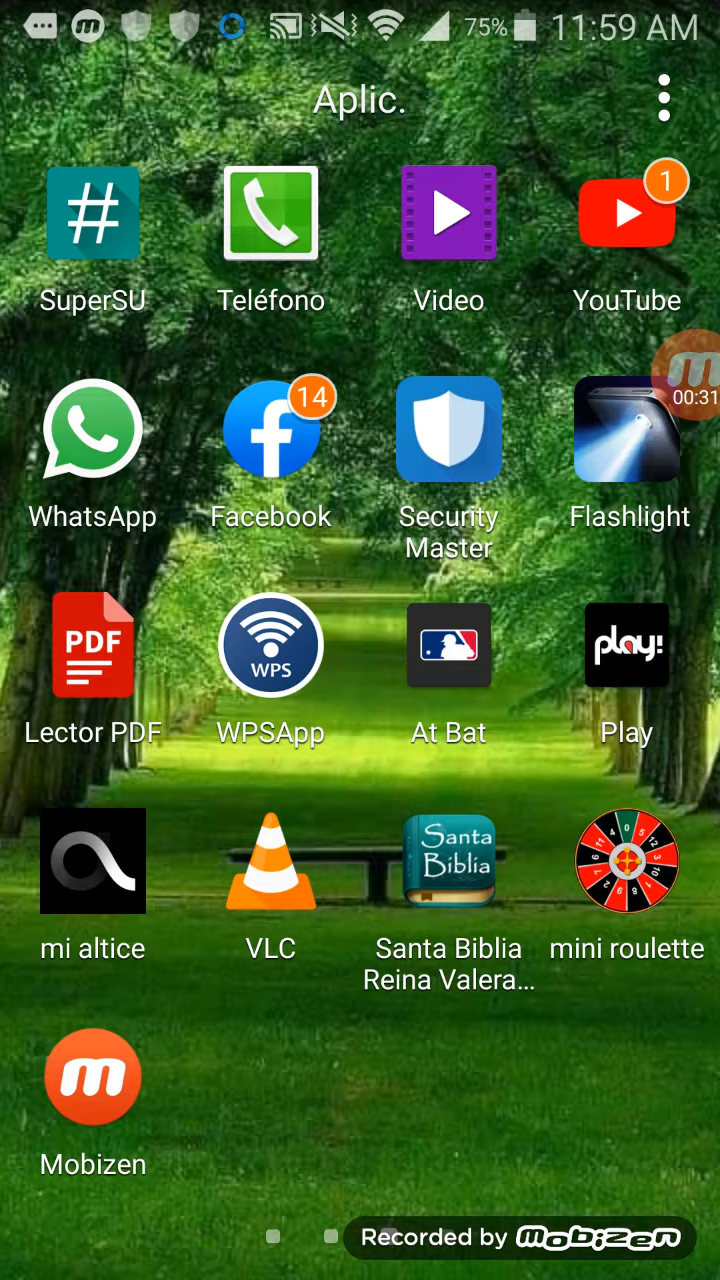 75% 11:59 AM
Aplic.
1
SuperSU Teléfono Video YouTube
00:31
14
WhatsApp Facebook Security Master Flashlight
PDF
WPS
play!
Lector PDF WPSApp At Bat Play
Santa
Biblia
mi altice VLC Santa Biblia Reina Valera... mini roulette
m
Mobizen
Recorded by mobizen